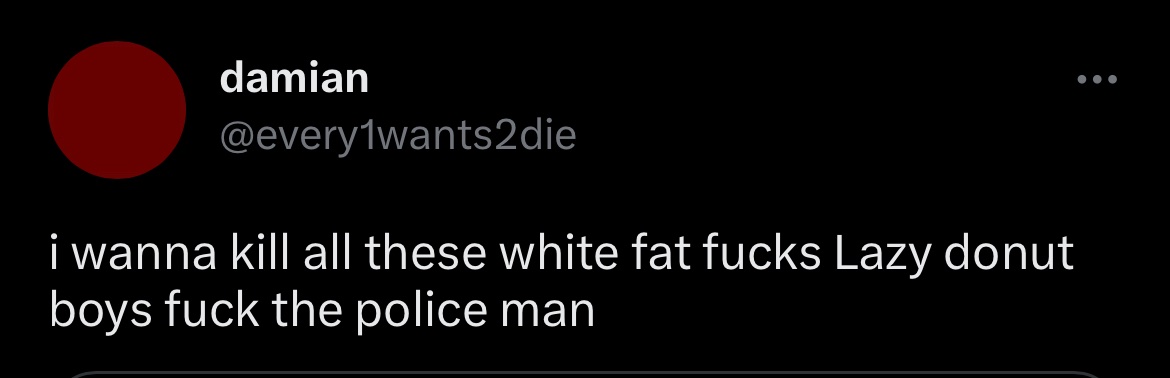 damian
@every1wants2die
i wanna kill all these white fat fucks Lazy donut
boys fuck the police man